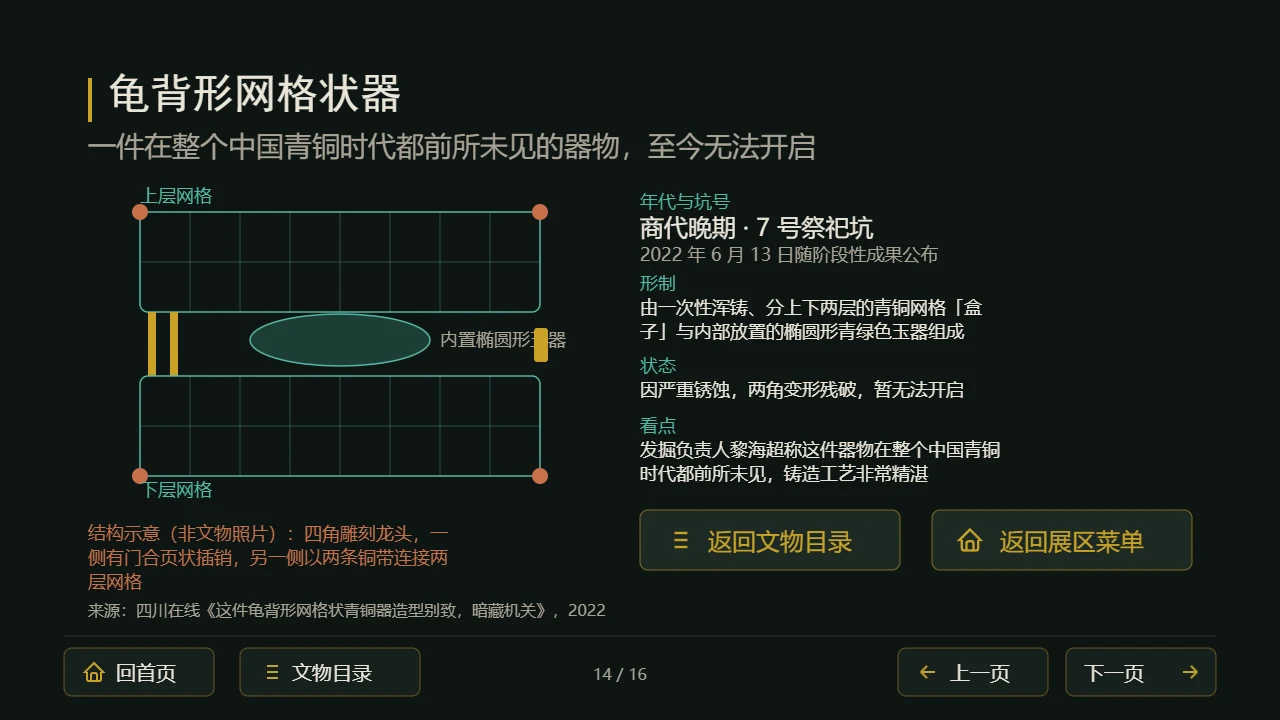 龟背形网格状器
一件在整个中国青铜时代都前所未见的器物，至今无法开启
上层网格
内置椭圆形器
下层网格
结构示意（非文物照片）：四角雕刻龙头，一
侧有门合页状插销，另一侧以两条铜带连接两
层网格
来源：四川在线《这件龟背形网格状青铜器造型别致，暗藏机关》，2022
年代与坑号
商代晚期 · 7 号祭祀坑
2022 年 6 月 13 日随阶段性成果公布
形制
由一次性浑铸、分上下两层的青铜网格「盒
子」与内部放置的椭圆形青绿色玉器组成
状态
因严重锈蚀，两角变形残破，暂无法开启
看点
发掘负责人黎海超称这件器物在整个中国青铜
时代都前所未见，铸造工艺非常精湛
返回文物目录
返回展区菜单
回首页
文物目录
14 / 16
上一页
下一页